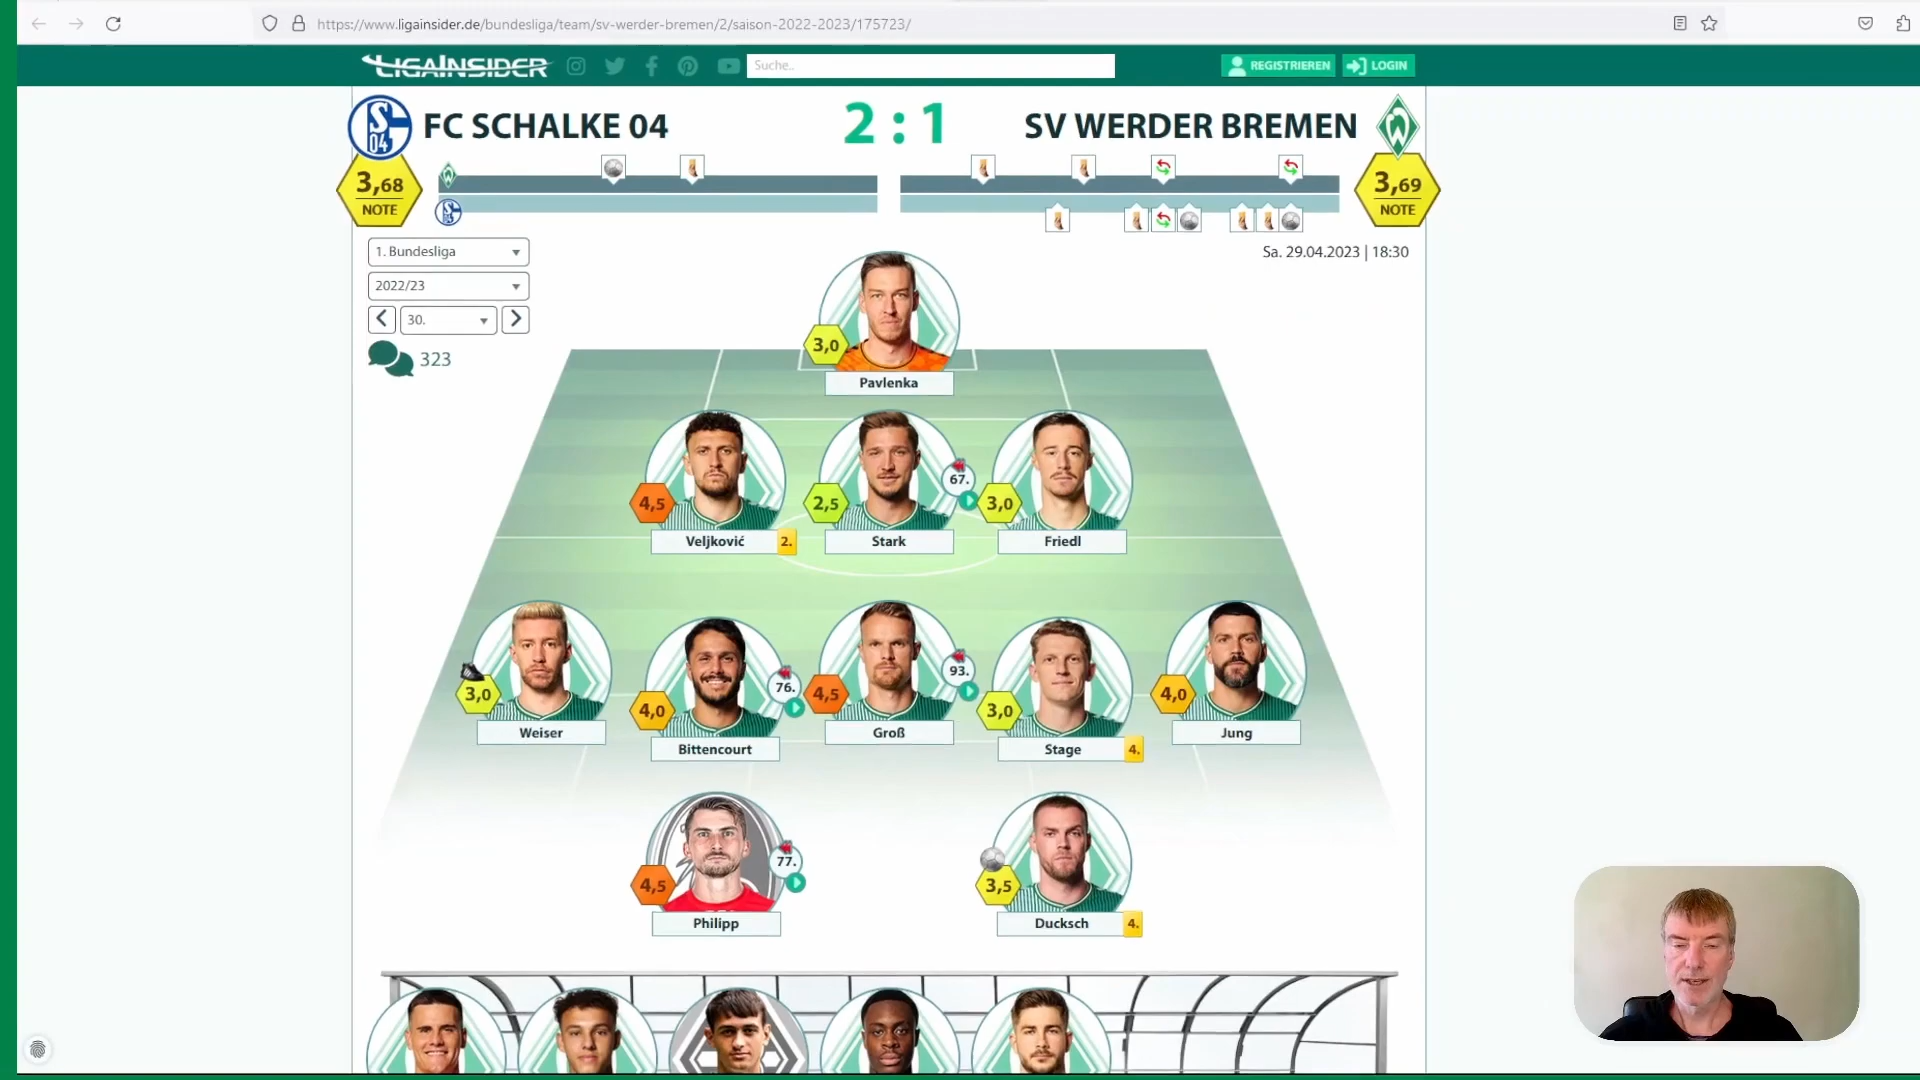 https://www.ligainsider.de/bundesliga/team/sv-werder-bremen/2/saison-2022-2023/175723/
LIGAINSIDER
Suche..
REGISTRIEREN
LOGIN
S 04
FC SCHALKE 04
2 : 1
SV WERDER BREMEN
W
3,68
NOTE
3,69
NOTE
1. Bundesliga
Sa. 29.04.2023 | 18:30
2022/23
30.
323
3,0
Pavlenka
4,5
2,5
67.
3,0
Veljković
2.
Stark
Friedl
3,0
4,0
76.
4,5
93.
3,0
4,0
Weiser
Bittencourt
Groß
Stage
4.
Jung
4,5
77.
3,5
Philipp
Ducksch
4.